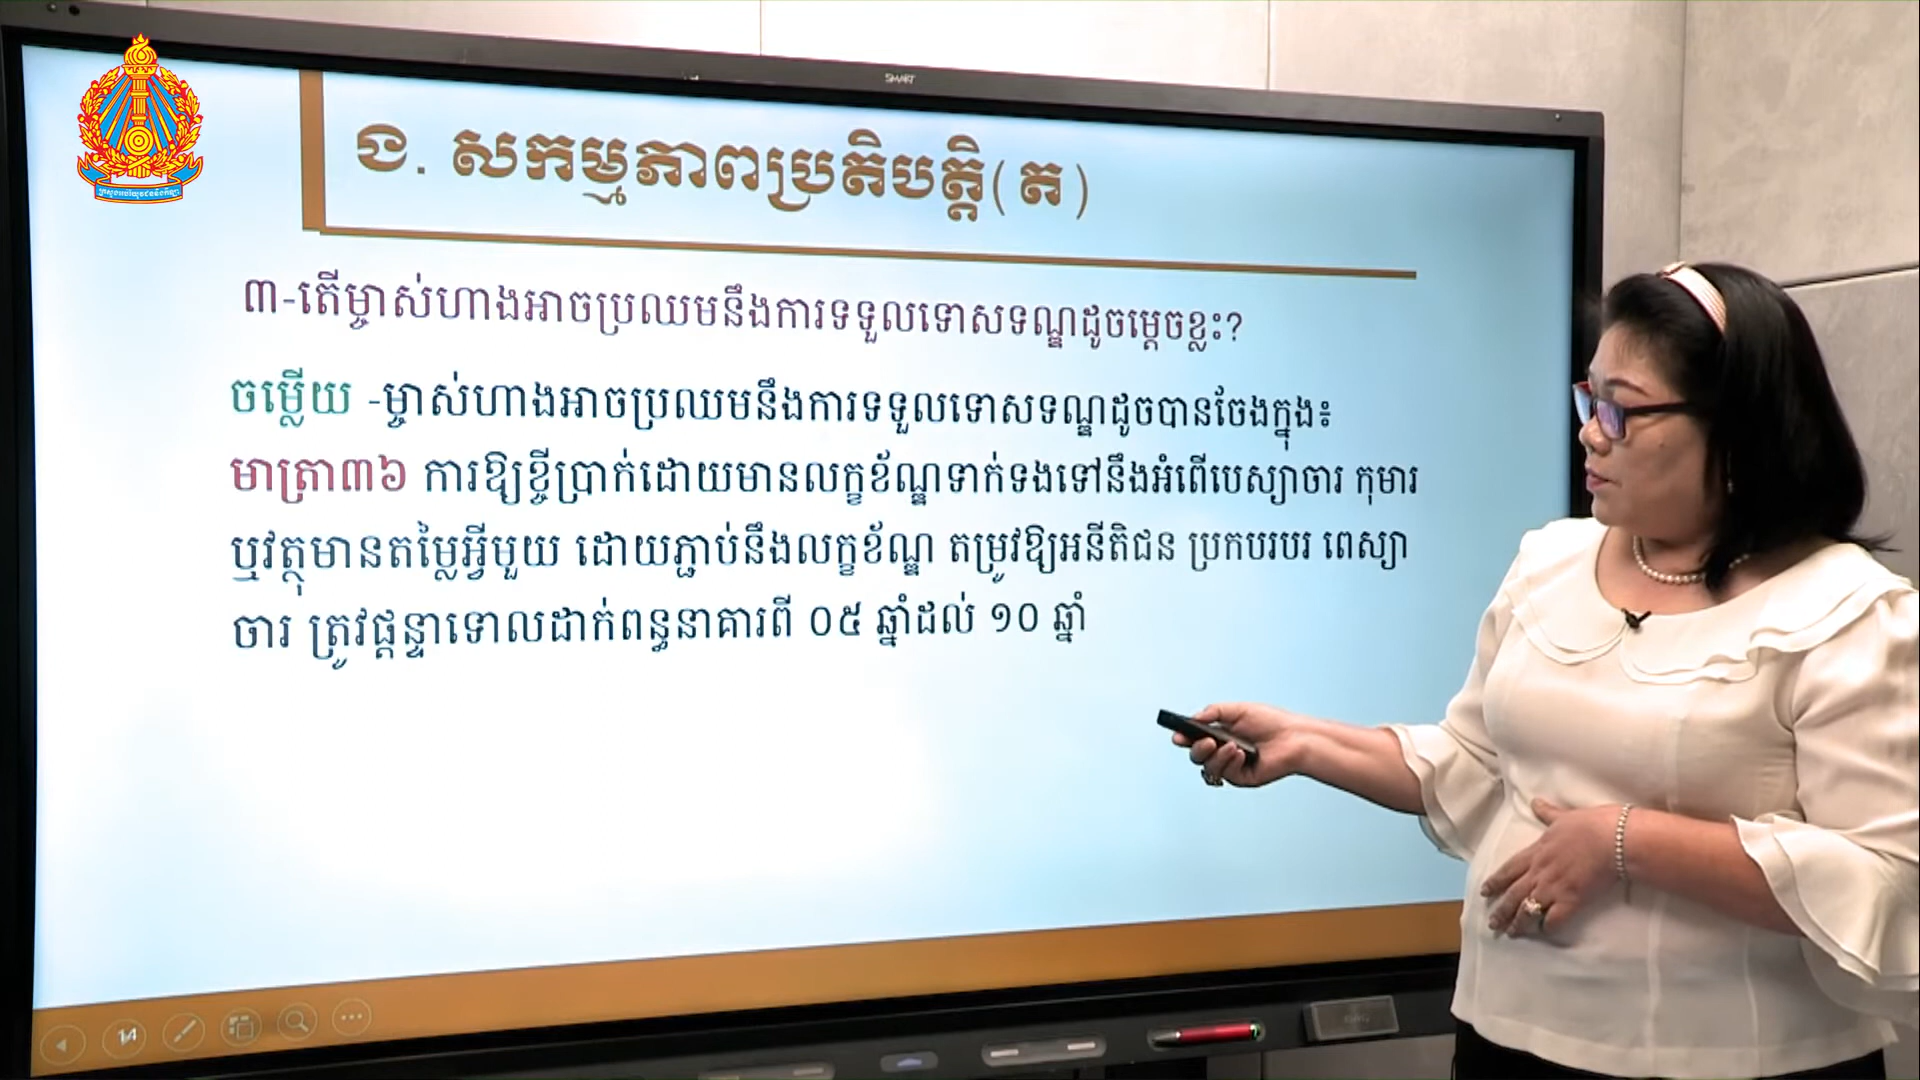 SMART
ង. សកម្មភាពប្រតិបត្តិ(ត)
៣-តើម្ចាស់ហាងអាចប្រឈមនឹងការទទួលទោសទណ្ឌដូចម្ដេចខ្លះ?
ចម្លើយ -ម្ចាស់ហាងអាចប្រឈមនឹងការទទួលទោសទណ្ឌដូចបានចែងក្នុង៖
មាត្រា៣៦ ការឱ្យខ្ចីប្រាក់ដោយមានលក្ខខ័ណ្ឌទាក់ទងទៅនឹងអំពើបេស្យាចារ កុមារ
ឬវត្ថុមានតម្លៃអ្វីមួយ ដោយភ្ជាប់នឹងលក្ខខ័ណ្ឌ តម្រូវឱ្យអនីតិជន ប្រកបរបរ ពេស្យា
ចារ ត្រូវផ្ដន្ទាទោលដាក់ពន្ធនាគារពី ០៥ ឆ្នាំដល់ ១០ ឆ្នាំ
14